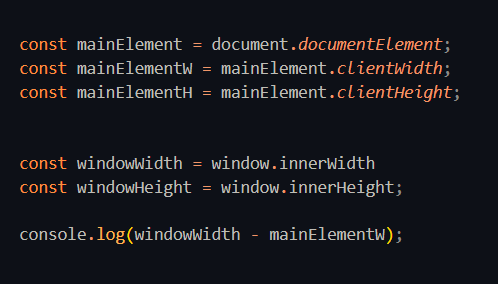 const mainElement = document.documentElement;
const mainElementW = mainElement.clientWidth;
const mainElementH = mainElement.clientHeight;
const windowWidth = window.innerWidth
const windowHeight = window.innerHeight;
console.log(windowWidth - mainElementW);